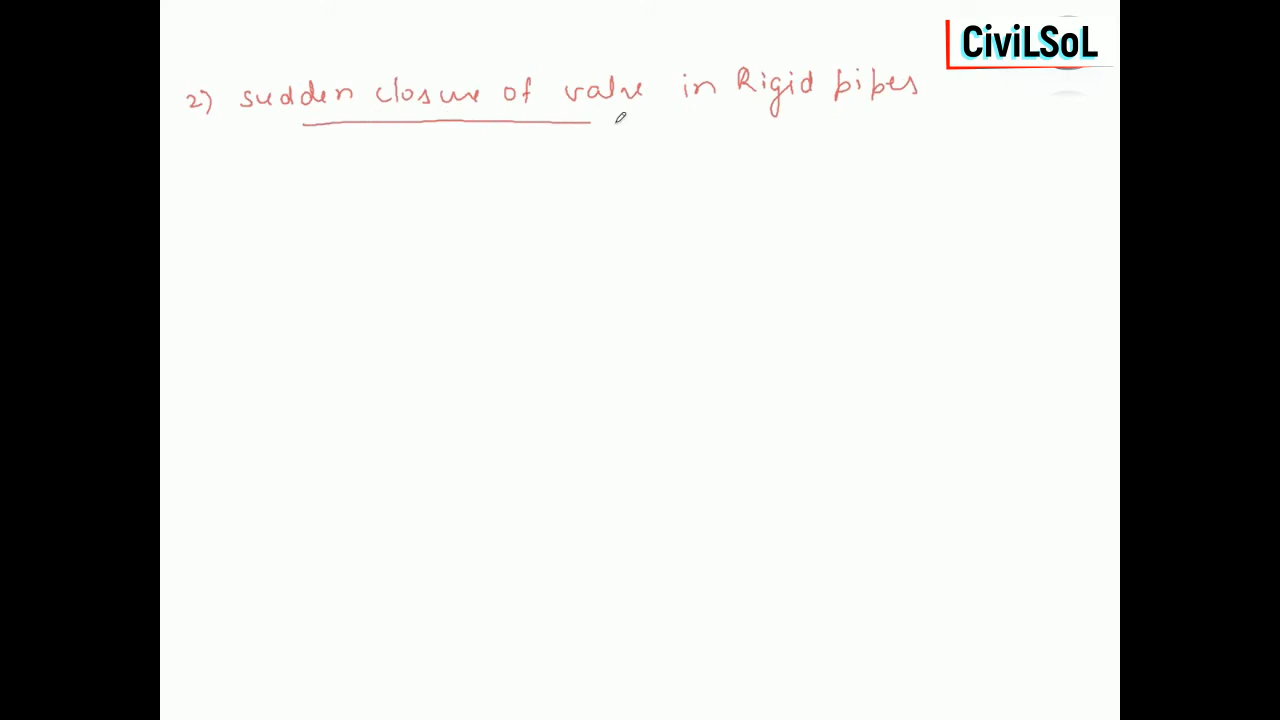 CiviLSoL
2) sudden closure of valve in Rigid pipes